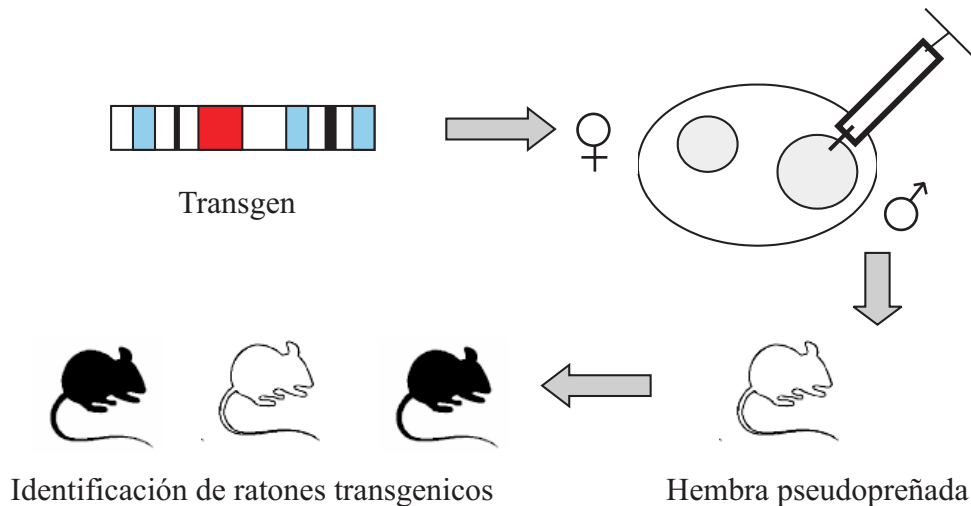 Transgen
Identificación de ratones transgenicos
Hembra pseudopreñada